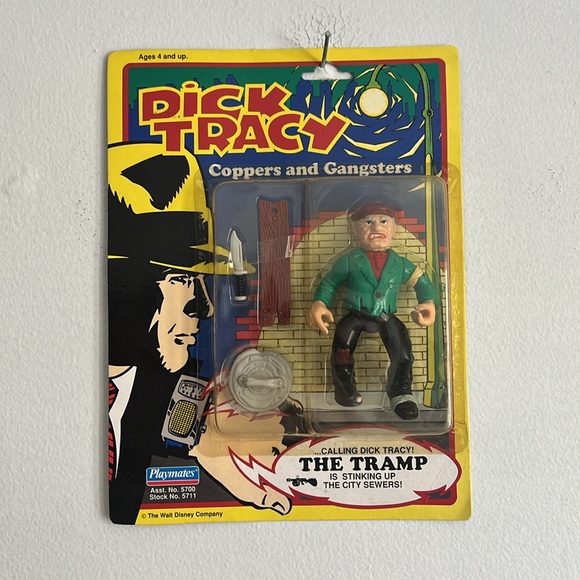 Ages 4 and up.
DICK
TRACY
Coppers and Gangsters
...CALLING DICK TRACY!
THE TRAMP
IS STINKING UP
THE CITY SEWERS!
Playmates
Asst. No. 5700
Stock No. 5711
© The Walt Disney Company